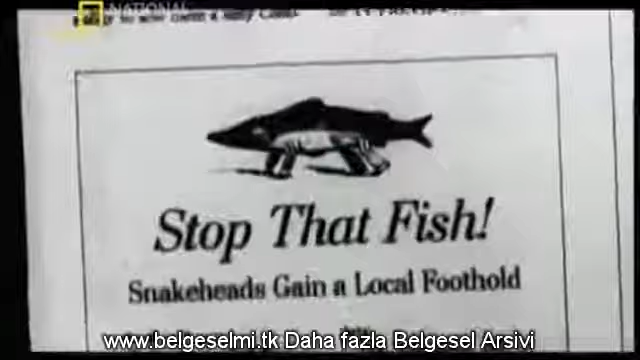 NATIONAL
Stop That Fish!
Snakeheads Gain a Local Foothold
www.belgeselmi.tk Daha fazla Belgesel Arsivi